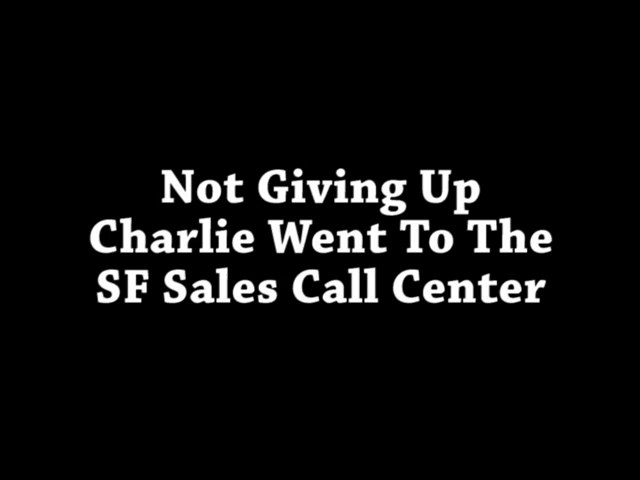 Not Giving Up
Charlie Went To The
SF Sales Call Center